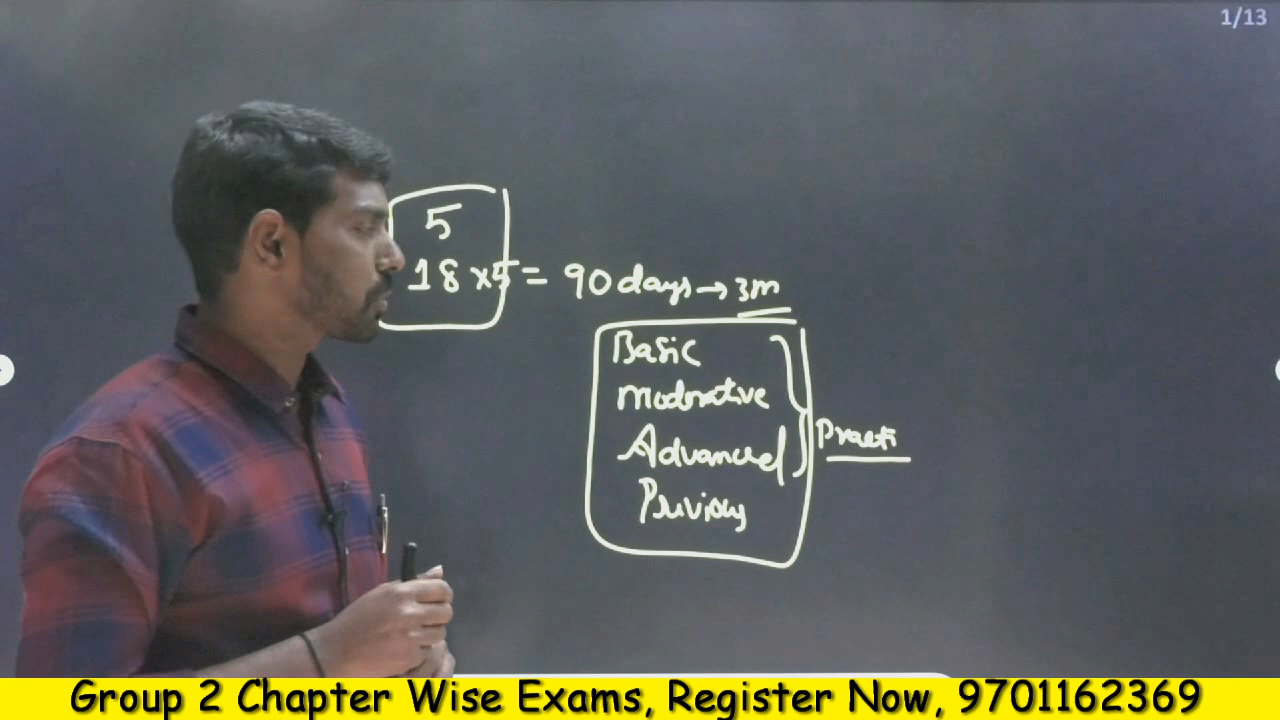 1/13
5
18 x5 = 90 days → 3m
Basic
Moderative
Advanced
Previous
Practi
Group 2 Chapter Wise Exams, Register Now, 9701162369